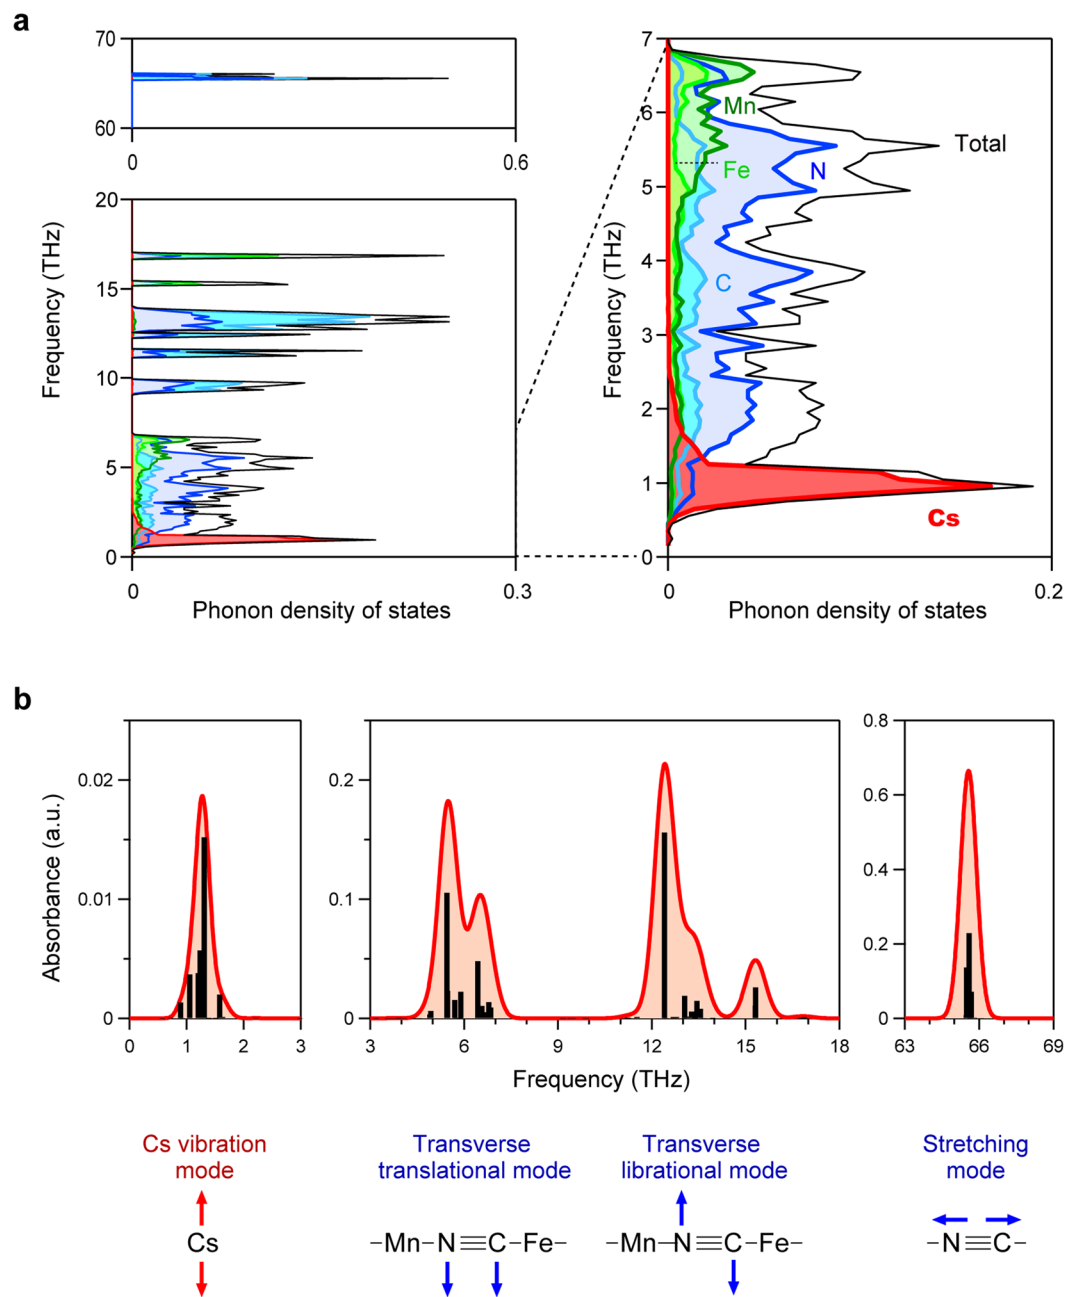 a
70
60
0
0.6
20
15
10
5
0
Frequency (THz)
0
0.3
Phonon density of states
7
6
5
4
3
2
1
0
Frequency (THz)
Mn
Fe
N
Total
C
Cs
0
0.2
Phonon density of states
b
Absorbance (a.u.)
0.02
0.01
0
0 1 2 3
0.2
0.1
0
3 6 9 12 15 18
0.8
0.6
0.4
0.2
0
63 66 69
Frequency (THz)
Cs vibration
mode
Cs
Transverse
translational mode
–Mn–N≡C–Fe–
Transverse
librational mode
–Mn–N≡C–Fe–
Stretching
mode
–N≡C–